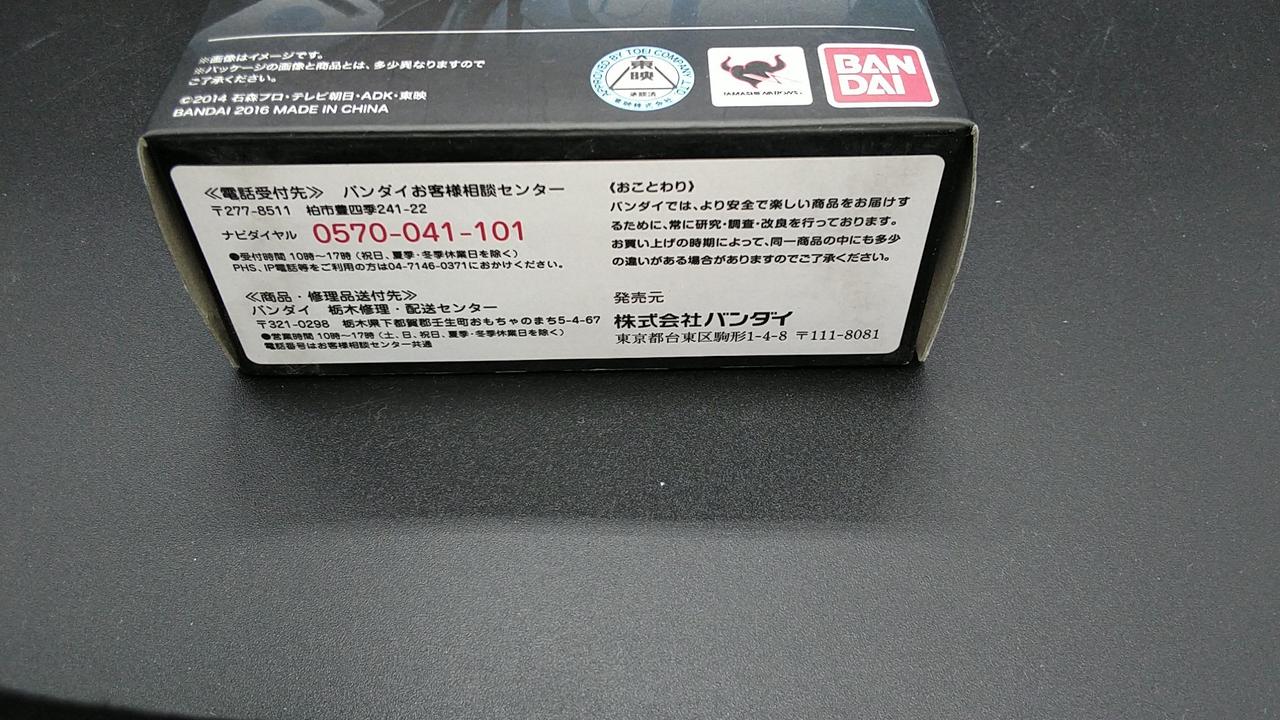 ※画像はイメージです。
※パッケージの画像と商品とは、多少異なりますので
ご了承ください。
©2014 石森プロ・テレビ朝日・ADK・東映
BANDAI 2016 MADE IN CHINA
APPROVED BY TOEI COMPANY, LTD.
東映
承認済
東映株式会社
TAMASHII NATIONS
BAN
DAI
≪電話受付先≫ バンダイお客様相談センター
〒277-8511 柏市豊四季241-22
ナビダイヤル 0570-041-101
●受付時間 10時～17時（祝日、夏季・冬季休業日を除く）
PHS、IP電話等をご利用の方は04-7146-0371におかけください。
≪商品・修理品送付先≫
バンダイ 栃木修理・配送センター
〒321-0298 栃木県下都賀郡壬生町おもちゃのまち5-4-67
●営業時間 10時～17時（土、日、祝日、夏季・冬季休業日を除く）
電話番号はお客様相談センター共通
《おことわり》
バンダイでは、より安全で楽しい商品をお届けす
るために、常に研究・調査・改良を行っております。
お買い上げの時期によって、同一商品の中にも多少
の違いがある場合がありますのでご了承ください。
発売元
株式会社バンダイ
東京都台東区駒形1-4-8 〒111-8081